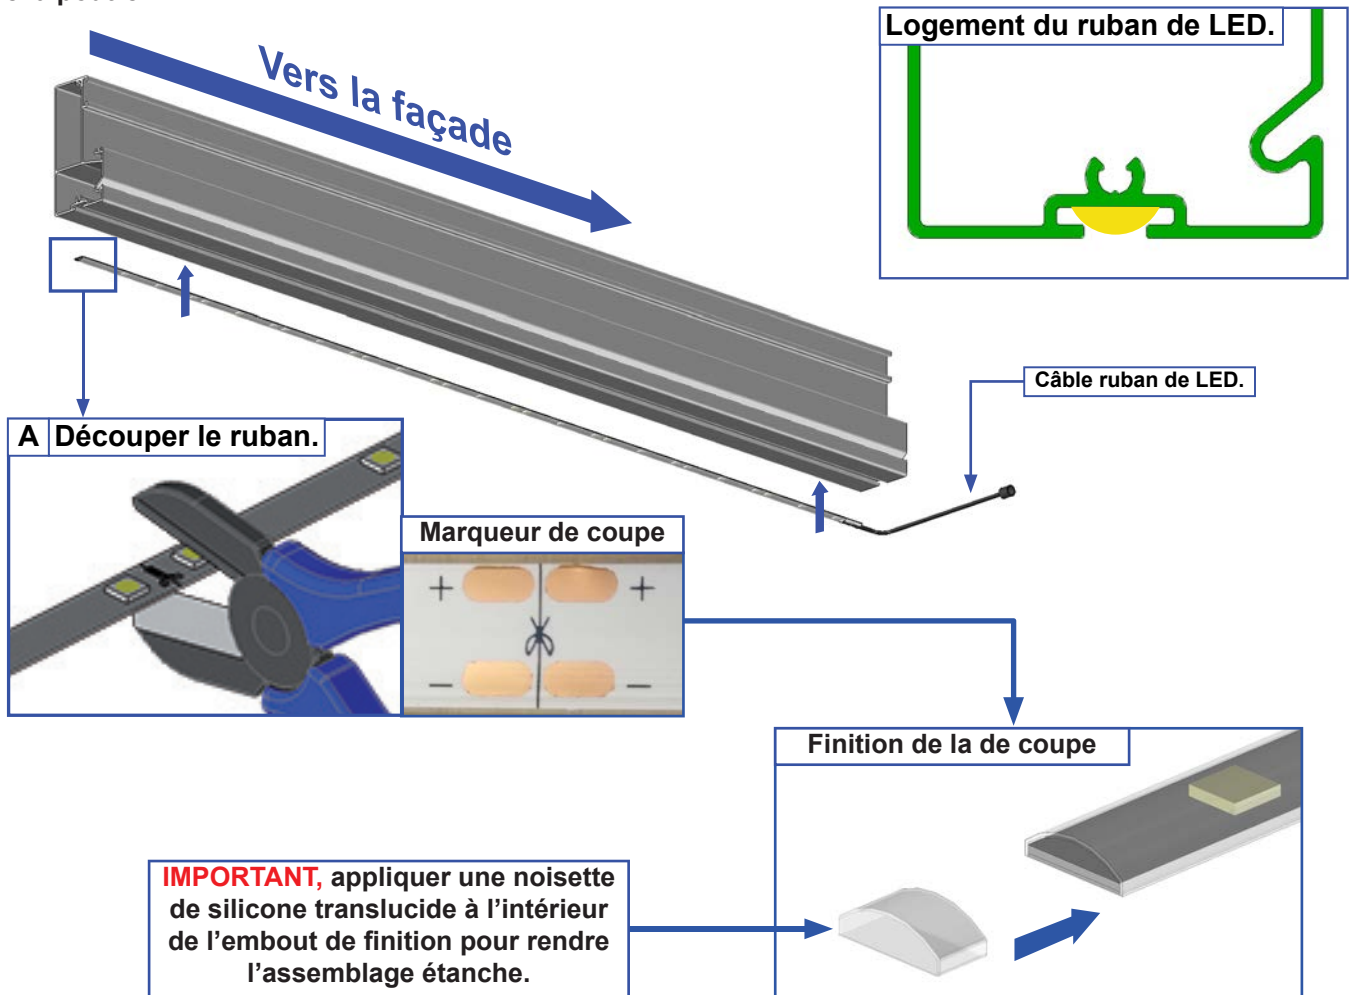 Logement du ruban de LED.
Vers la façade
Câble ruban de LED.
A Découper le ruban.
Marqueur de coupe
+ +
- -
Finition de la de coupe
IMPORTANT, appliquer une noisette
de silicone translucide à l’intérieur
de l’embout de finition pour rendre
l’assemblage étanche.